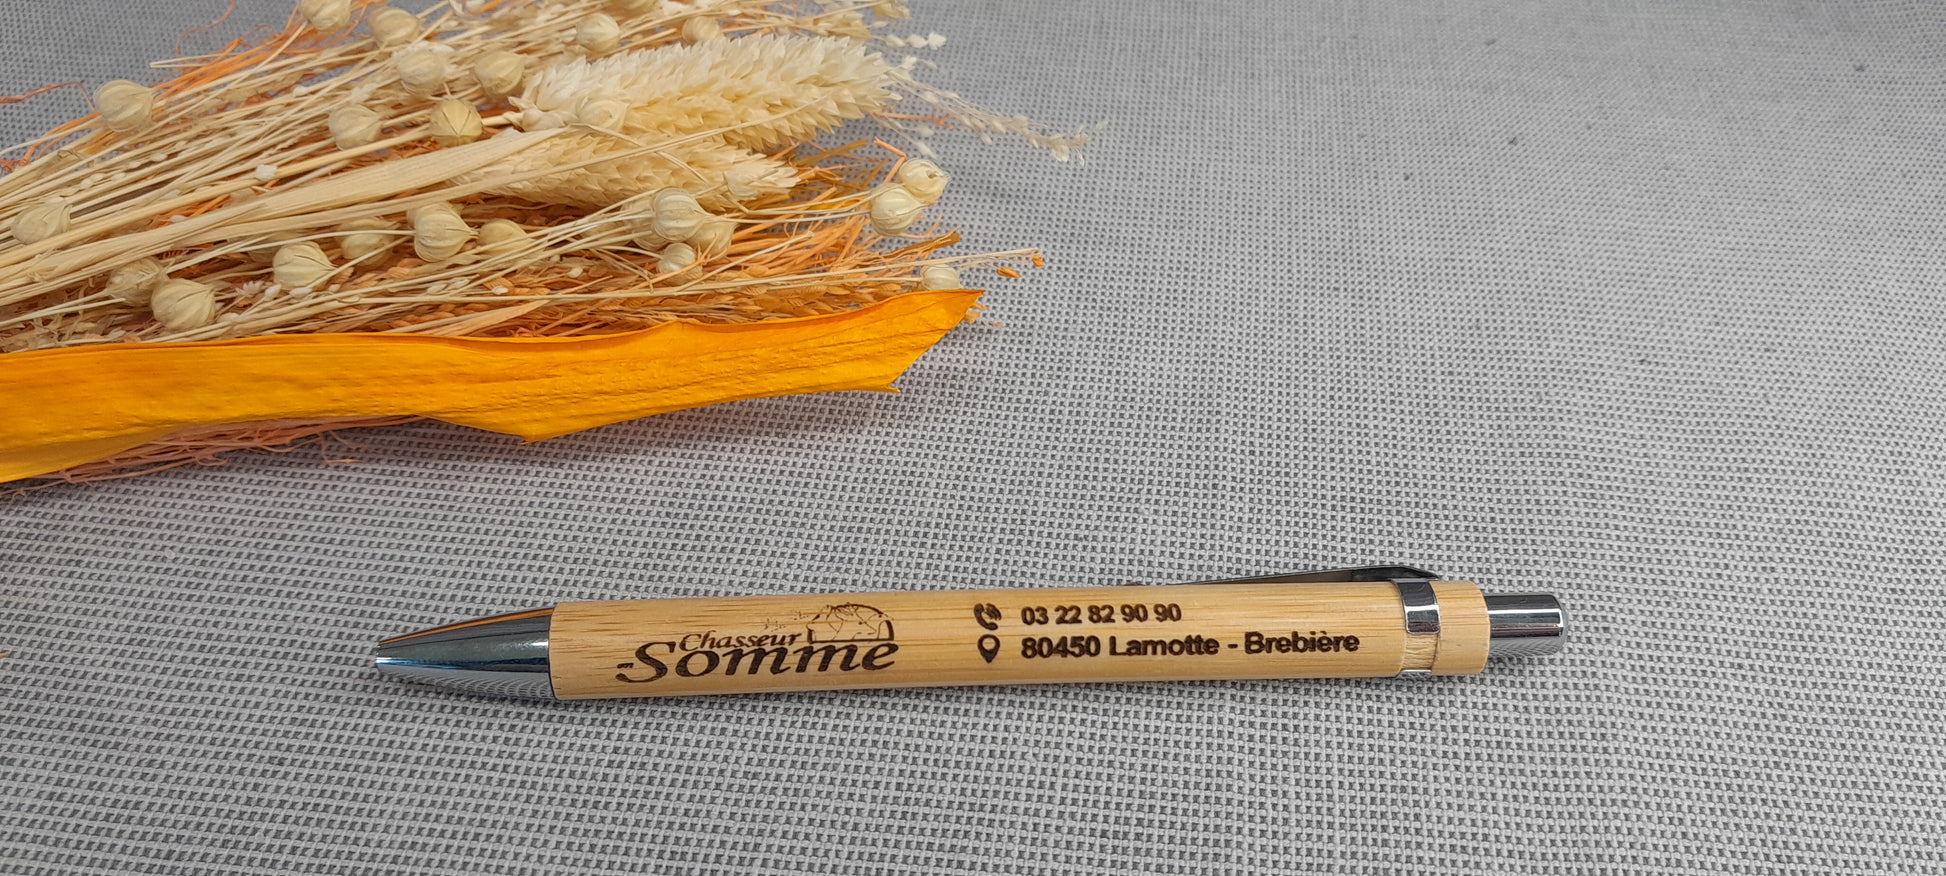 Chasseur
-Somme
03 22 82 90 90
80450 Lamotte - Brebière